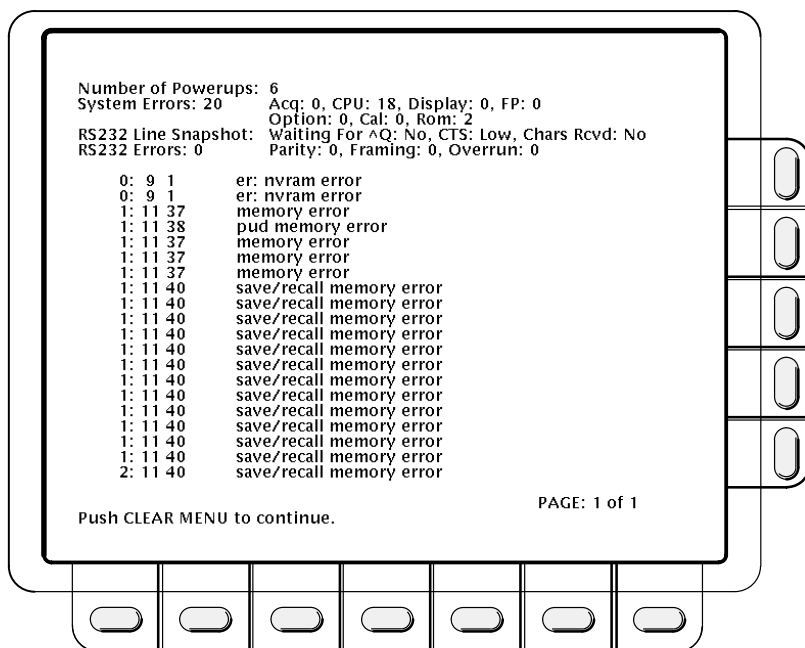 Number of Powerups: 6
System Errors: 20 Acq: 0, CPU: 18, Display: 0, FP: 0
Option: 0, Cal: 0, Rom: 2
RS232 Line Snapshot: Waiting For ^Q: No, CTS: Low, Chars Rcvd: No
RS232 Errors: 0 Parity: 0, Framing: 0, Overrun: 0
0: 9 1 er: nvram error
0: 9 1 er: nvram error
1: 11 37 memory error
1: 11 38 pud memory error
1: 11 37 memory error
1: 11 37 memory error
1: 11 37 memory error
1: 11 40 save/recall memory error
1: 11 40 save/recall memory error
1: 11 40 save/recall memory error
1: 11 40 save/recall memory error
1: 11 40 save/recall memory error
1: 11 40 save/recall memory error
1: 11 40 save/recall memory error
1: 11 40 save/recall memory error
1: 11 40 save/recall memory error
1: 11 40 save/recall memory error
1: 11 40 save/recall memory error
1: 11 40 save/recall memory error
2: 11 40 save/recall memory error
PAGE: 1 of 1
Push CLEAR MENU to continue.